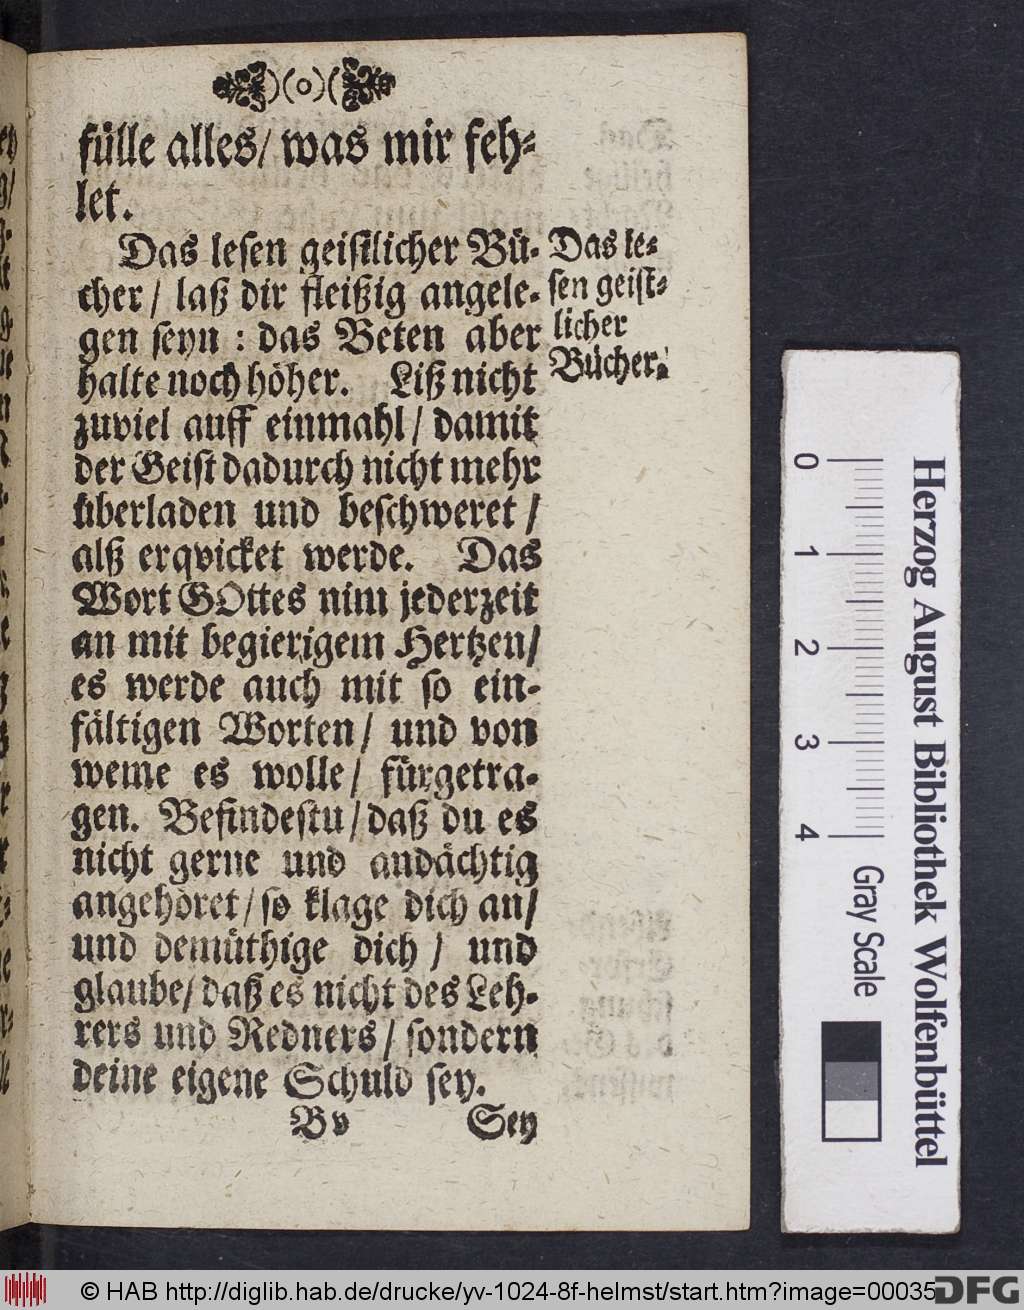 fülle alles/ was mir feh⸗
let.
Das lesen geistlicher Bü⸗
cher/ laß dir fleißig angele⸗
gen seyn : das Beten aber
halte noch höher. Liß nicht
zuviel auff einmahl/ damit
der Geist dadurch nicht mehr
überladen und beschweret/
alß erqvicket werde. Das
Wort GOttes nim jederzeit
an mit begierigem Hertzen/
es werde auch mit so ein⸗
fältigen Worten/ und von
weme es wolle/ fürgetra⸗
gen. Befindestu/ daß du es
nicht gerne und andächtig
angehöret/ so klage dich an/
und demüthige dich/ und
glaube/ daß es nicht des Leh⸗
rers und Redners/ sondern
deine eigene Schuld sey.
Bv Sey
Das le⸗
sen geist⸗
licher
Bücher.
0 1 2 3 4
Gray Scale
Herzog August Bibliothek Wolfenbüttel
© HAB http://diglib.hab.de/drucke/yv-1024-8f-helmst/start.htm?image=00035
DFG